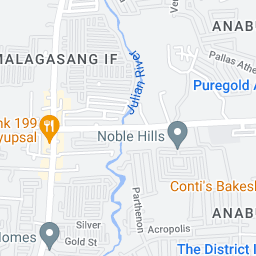 ANABU
MALAGASANG IF
Julian River
Pallas Athe
Puregold A
nk 199
yupsal
Noble Hills
Conti's Bakesh
Parthenon
ANABU
Silver
Acropolis
Homes
Gold St
The District I